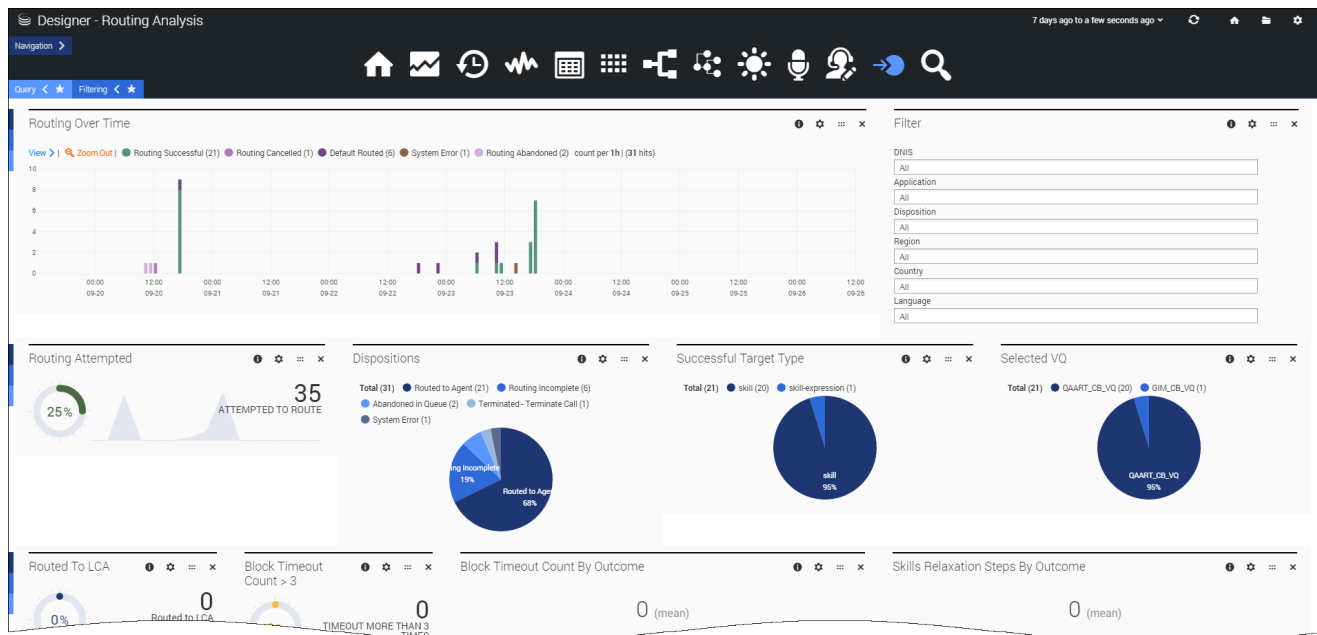 Designer - Routing Analysis
7 days ago to a few seconds ago
Navigation
Query
Filtering
Routing Over Time
View | Zoom Out | Routing Successful (21) Routing Cancelled (1) Default Routed (6) System Error (1) Routing Abandoned (2) count per 1h | (31 hits)
10
8
6
4
2
0
00:00 12:00 00:00 12:00 00:00 12:00 00:00 12:00 00:00 12:00 00:00 12:00 00:00 12:00
09-20 09-20 09-21 09-21 09-22 09-22 09-23 09-23 09-24 09-24 09-25 09-25 09-26 09-26
Filter
DNIS
All
Application
All
Disposition
All
Region
All
Country
All
Language
All
Routing Attempted
25%
35
ATTEMPTED TO ROUTE
Dispositions
Total (31) Routed to Agent (21) Routing Incomplete (6)
Abandoned in Queue (2) Terminated - Terminate Call (1)
System Error (1)
ing Incomplete
19%
Routed to Age
68%
Successful Target Type
Total (21) skill (20) skill-expression (1)
skill
95%
Selected VQ
Total (21) QAART_CB_VQ (20) GIM_CB_VQ (1)
QAART_CB_VQ
95%
Routed To LCA
0%
0
Routed to LCA
Block Timeout
Count > 3
0
TIMEOUT MORE THAN 3
TIMES
Block Timeout Count By Outcome
0 (mean)
Skills Relaxation Steps By Outcome
0 (mean)